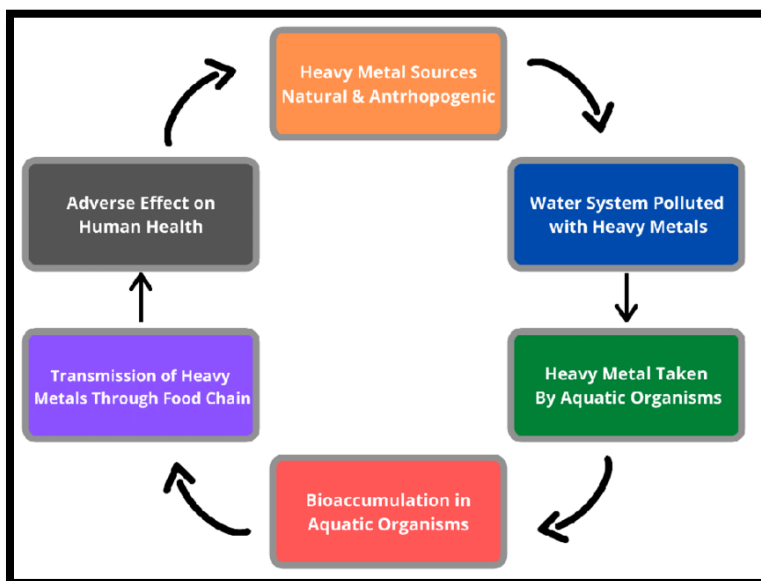 Heavy Metal Sources
Natural & Antrhopogenic
Water System Polluted
with Heavy Metals
Heavy Metal Taken
By Aquatic Organisms
Bioaccumulation in
Aquatic Organisms
Transmission of Heavy
Metals Through Food Chain
Adverse Effect on
Human Health